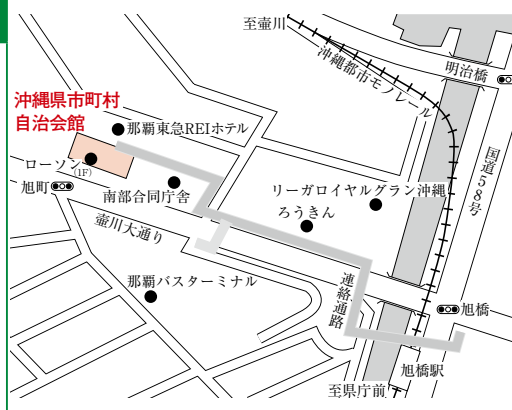 至壷川
沖縄都市モノレール
明治橋
国道58号
沖縄県市町村
自治会館
那覇東急REIホテル
ローソン
(1F)
旭町
南部合同庁舎
リーガロイヤルグラン沖縄
ろうきん
壷川大通り
那覇バスターミナル
連絡通路
旭橋
旭橋駅
至県庁前